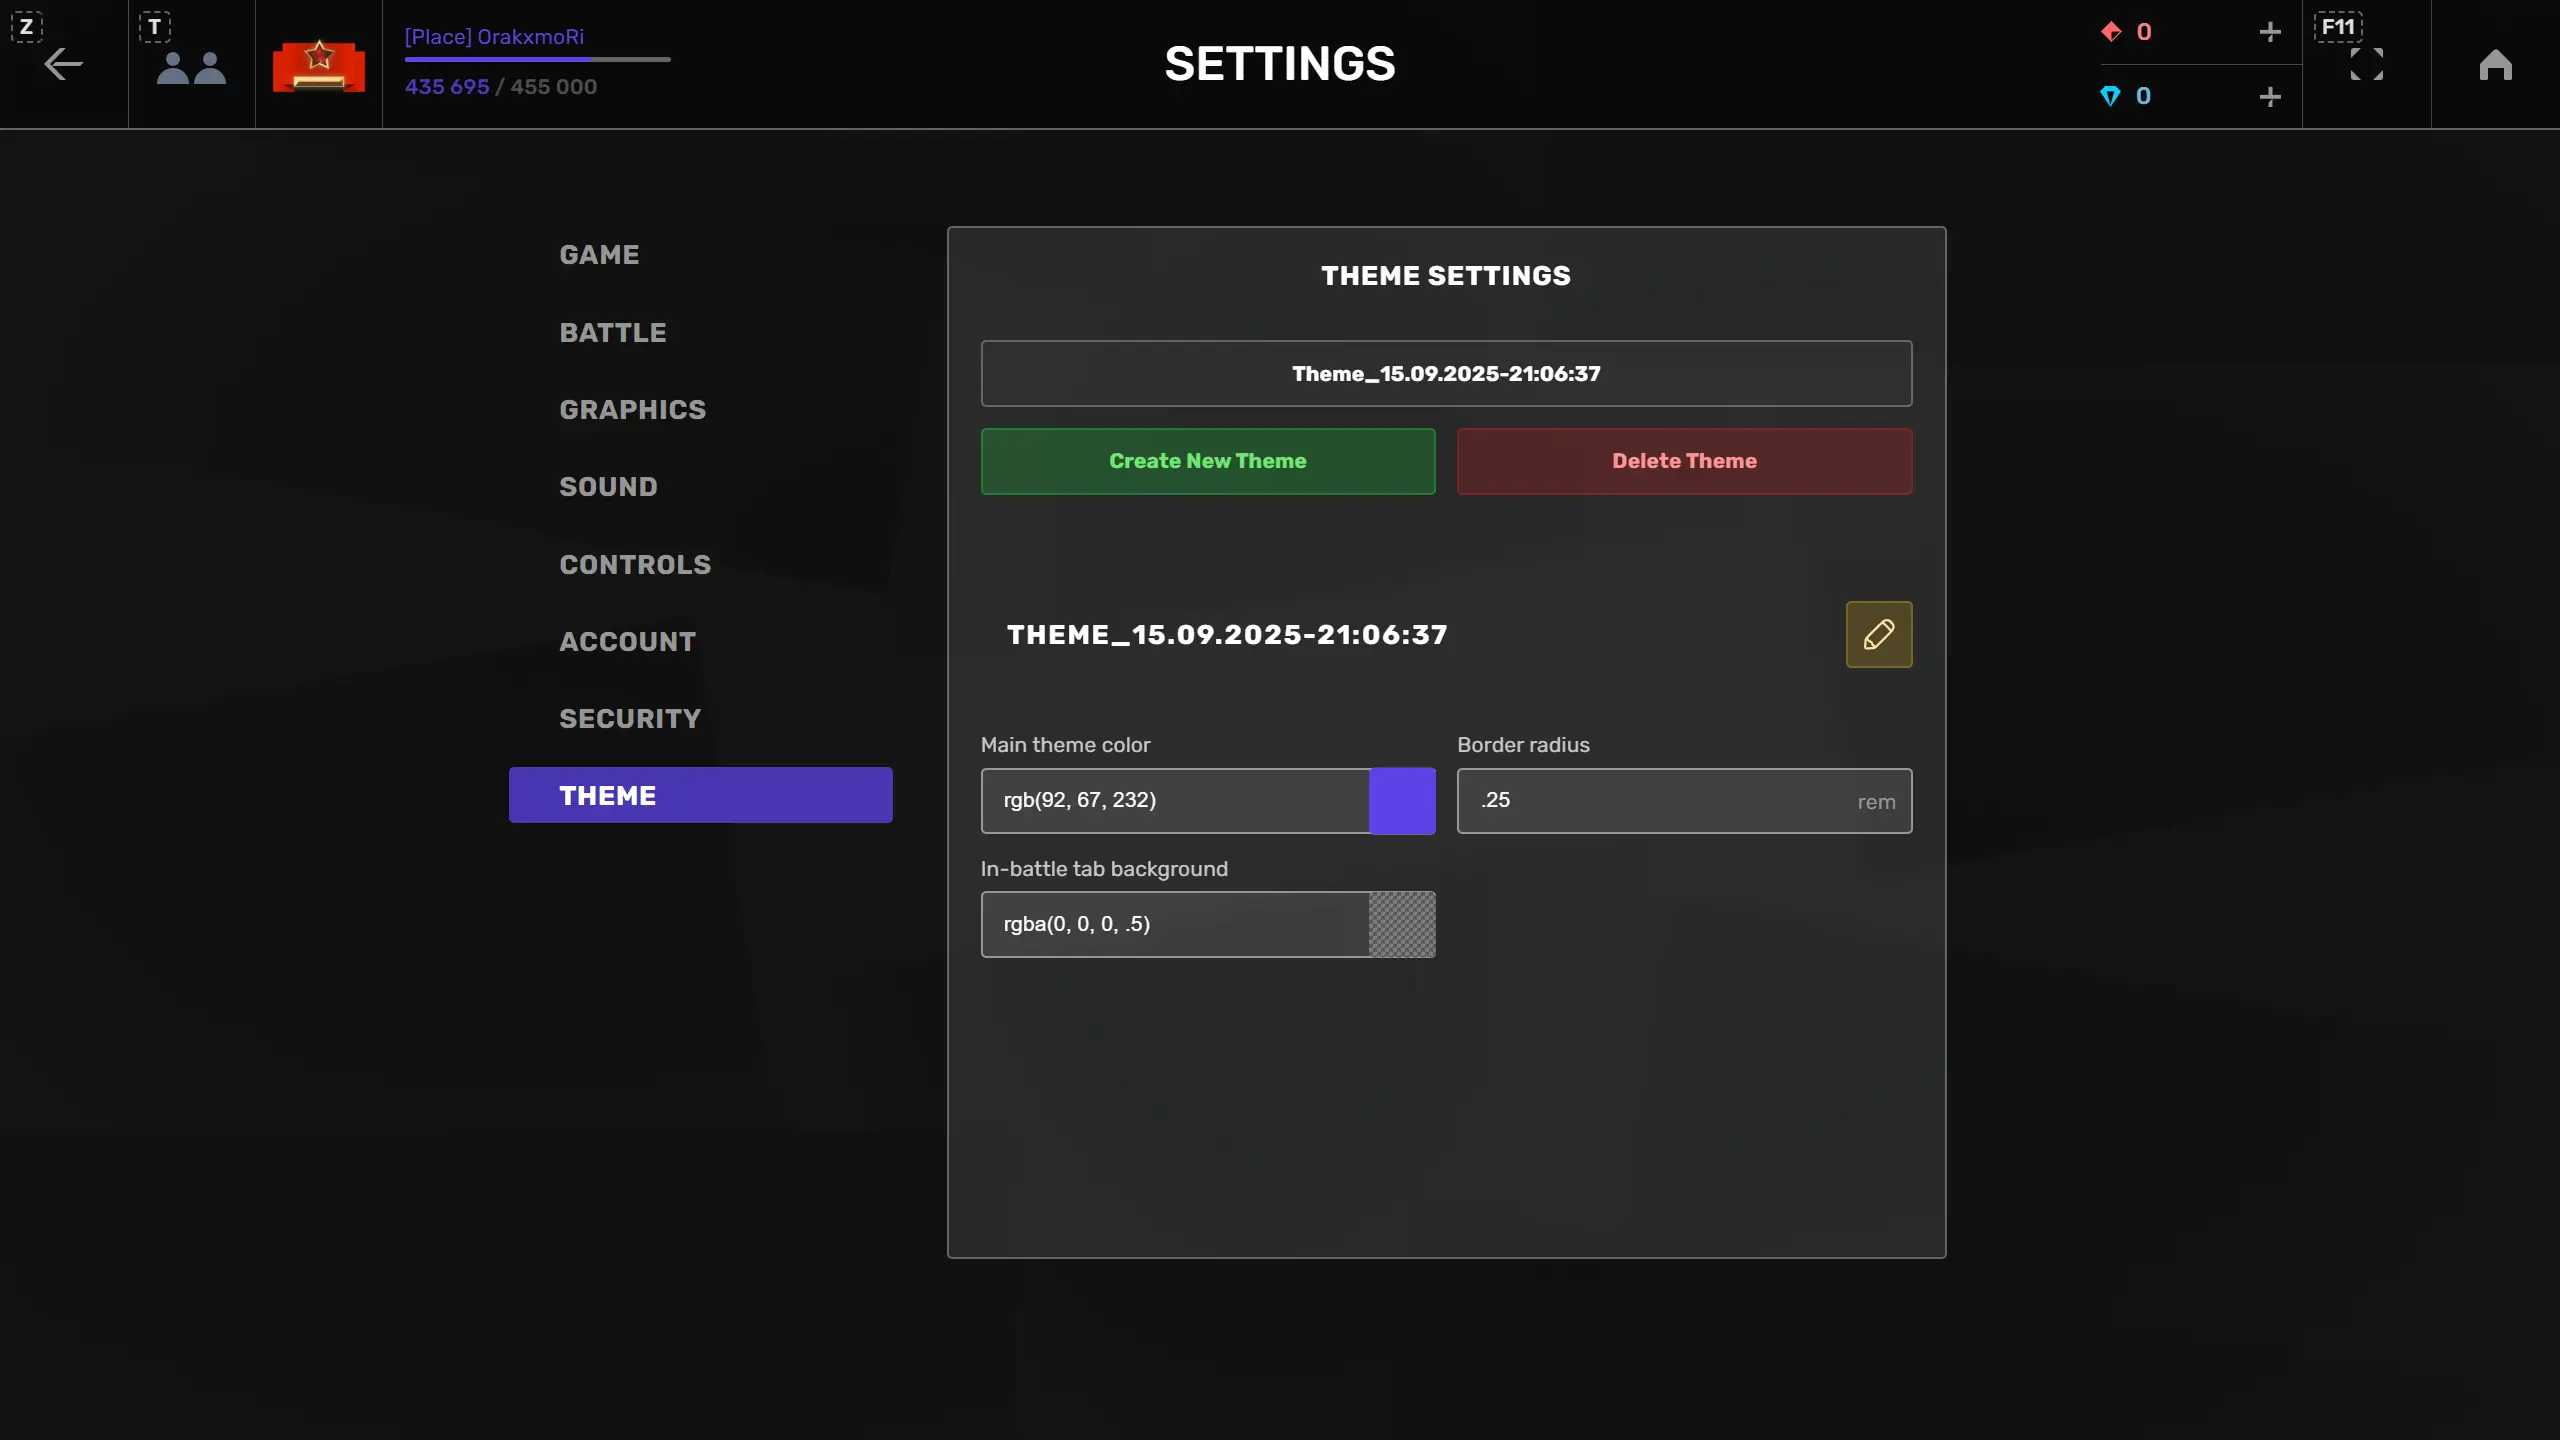 Z
T
[Place] OrakxmoRi
435 695 / 455 000
SETTINGS
0
0
F11
GAME
BATTLE
GRAPHICS
SOUND
CONTROLS
ACCOUNT
SECURITY
THEME
THEME SETTINGS
Theme_15.09.2025-21:06:37
Create New Theme
Delete Theme
THEME_15.09.2025-21:06:37
Main theme color
Border radius
rgb(92, 67, 232)
.25
rem
In-battle tab background
rgba(0, 0, 0, .5)